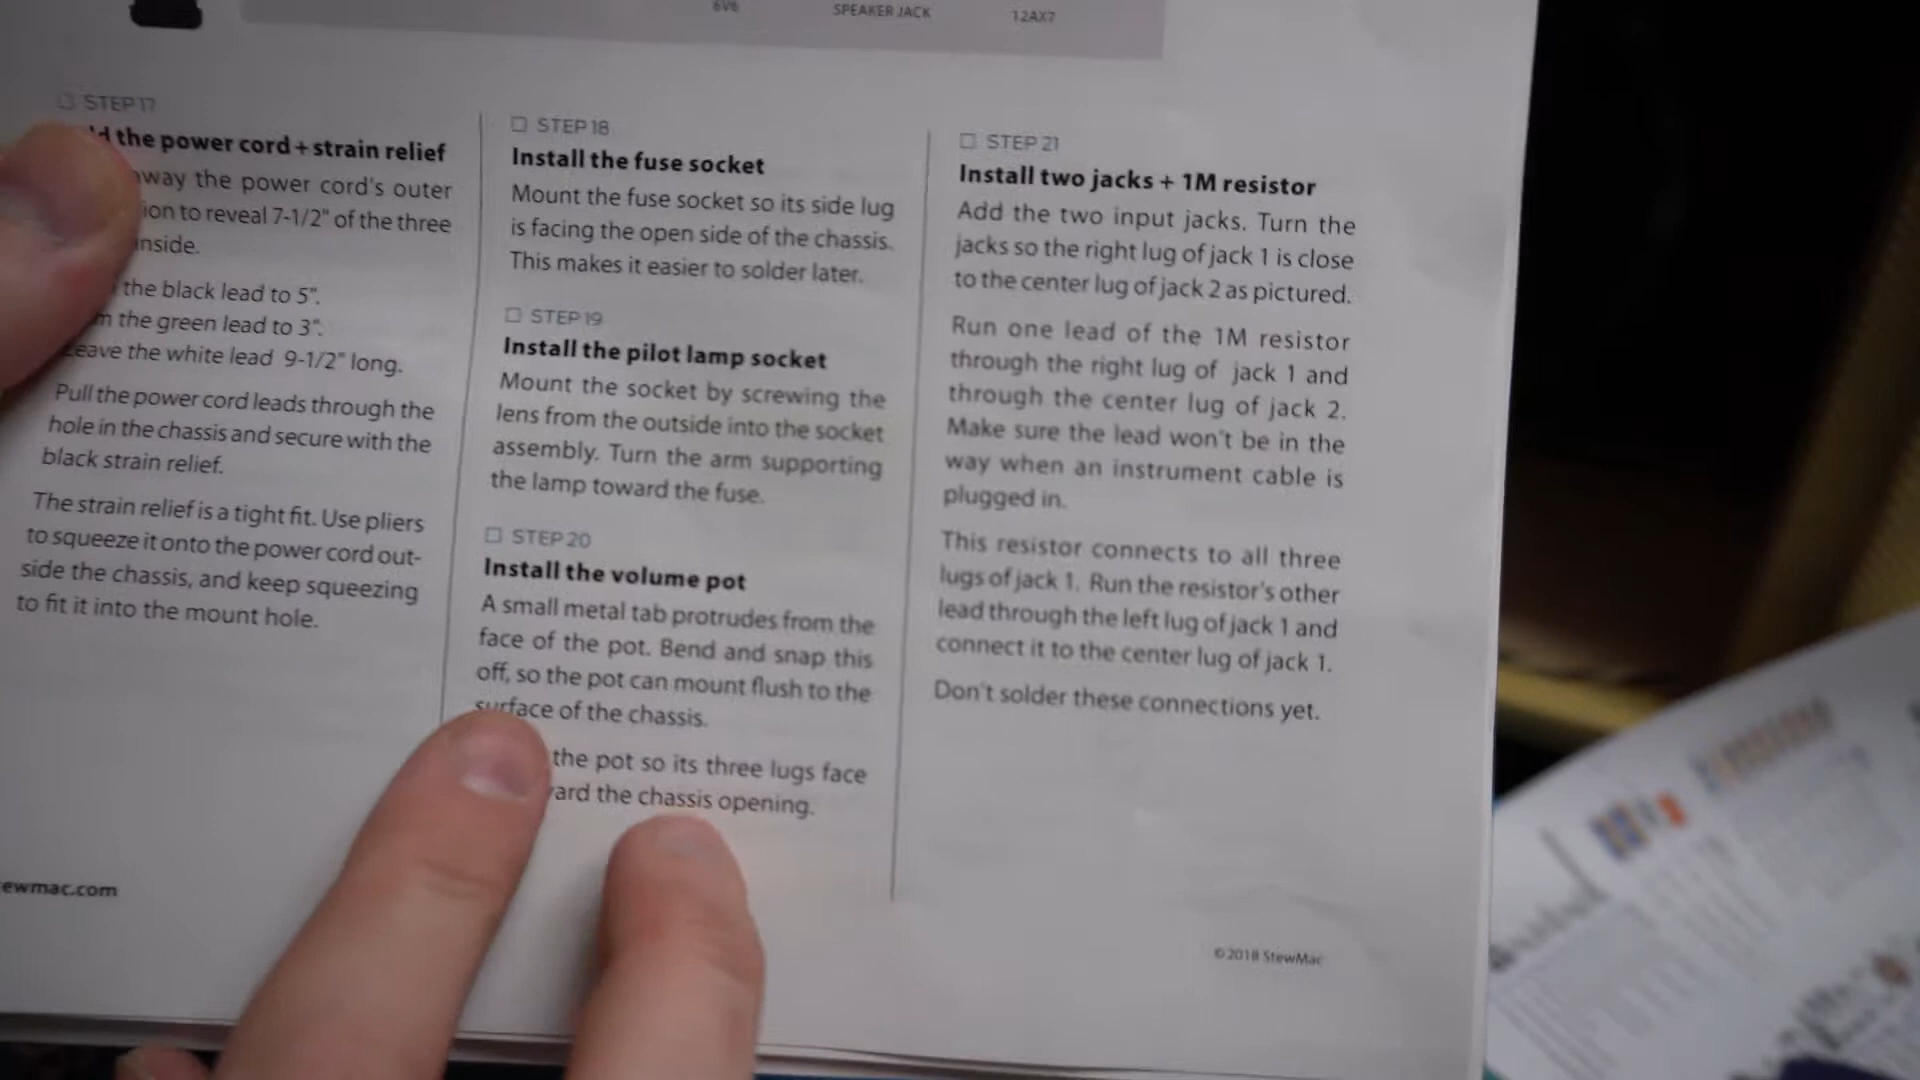 6V6
SPEAKER JACK
12AX7
STEP 17
the power cord + strain relief
the power cord's outer
to reveal 7-1/2" of the three
inside.
the black lead to 5".
the green lead to 3".
Leave the white lead 9-1/2" long.
Pull the power cord leads through the
hole in the chassis and secure with the
black strain relief.
The strain relief is a tight fit. Use pliers
to squeeze it onto the power cord out-
side the chassis, and keep squeezing
to fit it into the mount hole.
STEP 18
Install the fuse socket
Mount the fuse socket so its side lug
is facing the open side of the chassis.
This makes it easier to solder later.
STEP 19
Install the pilot lamp socket
Mount the socket by screwing the
lens from the outside into the socket
assembly. Turn the arm supporting
the lamp toward the fuse.
STEP 20
Install the volume pot
A small metal tab protrudes from the
face of the pot. Bend and snap this
off, so the pot can mount flush to the
surface of the chassis.
the pot so its three lugs face
the chassis opening.
STEP 21
Install two jacks + 1M resistor
Add the two input jacks. Turn the
jacks so the right lug of jack 1 is close
to the center lug of jack 2 as pictured.
Run one lead of the 1M resistor
through the right lug of jack 1 and
through the center lug of jack 2.
Make sure the lead won't be in the
way when an instrument cable is
plugged in.
This resistor connects to all three
lugs of jack 1. Run the resistor's other
lead through the left lug of jack 1 and
connect it to the center lug of jack 1.
Don't solder these connections yet.
ewmac.com
©2018 StewMac